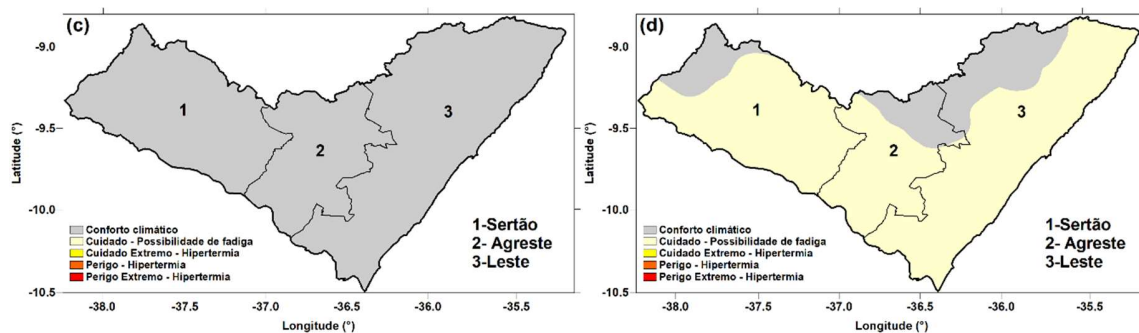 (c)
-9.0
-9.5
-10.0
-10.5
Latitude (°)
1
2
3
Conforto climático
Cuidado - Possibilidade de fadiga
Cuidado Extremo - Hipertermia
Perigo - Hipertermia
Perigo Extremo - Hipertermia
1-Sertão
2- Agreste
3-Leste
-38.0 -37.5 -37.0 -36.5 -36.0 -35.5
Longitude (°)
(d)
-9.0
-9.5
-10.0
-10.5
Latitude (°)
1
2
3
Conforto climático
Cuidado - Possibilidade de fadiga
Cuidado Extremo - Hipertermia
Perigo - Hipertermia
Perigo Extremo - Hipertermia
1-Sertão
2- Agreste
3-Leste
-38.0 -37.5 -37.0 -36.5 -36.0 -35.5
Longitude (°)